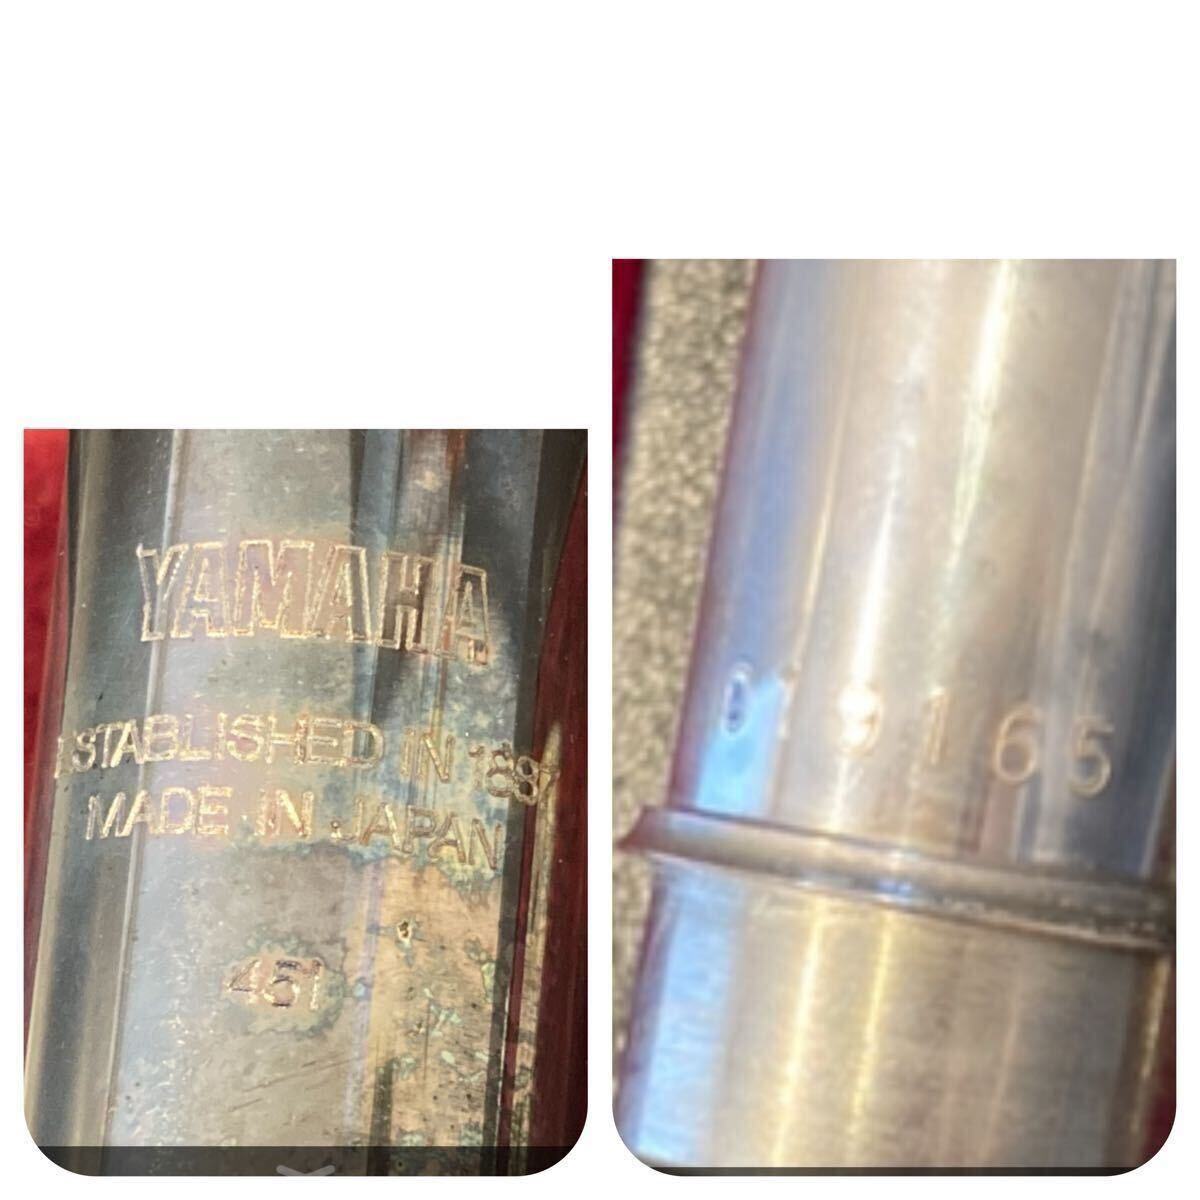 YAMAHA
ESTABLISHED IN 1887
MADE IN JAPAN
451